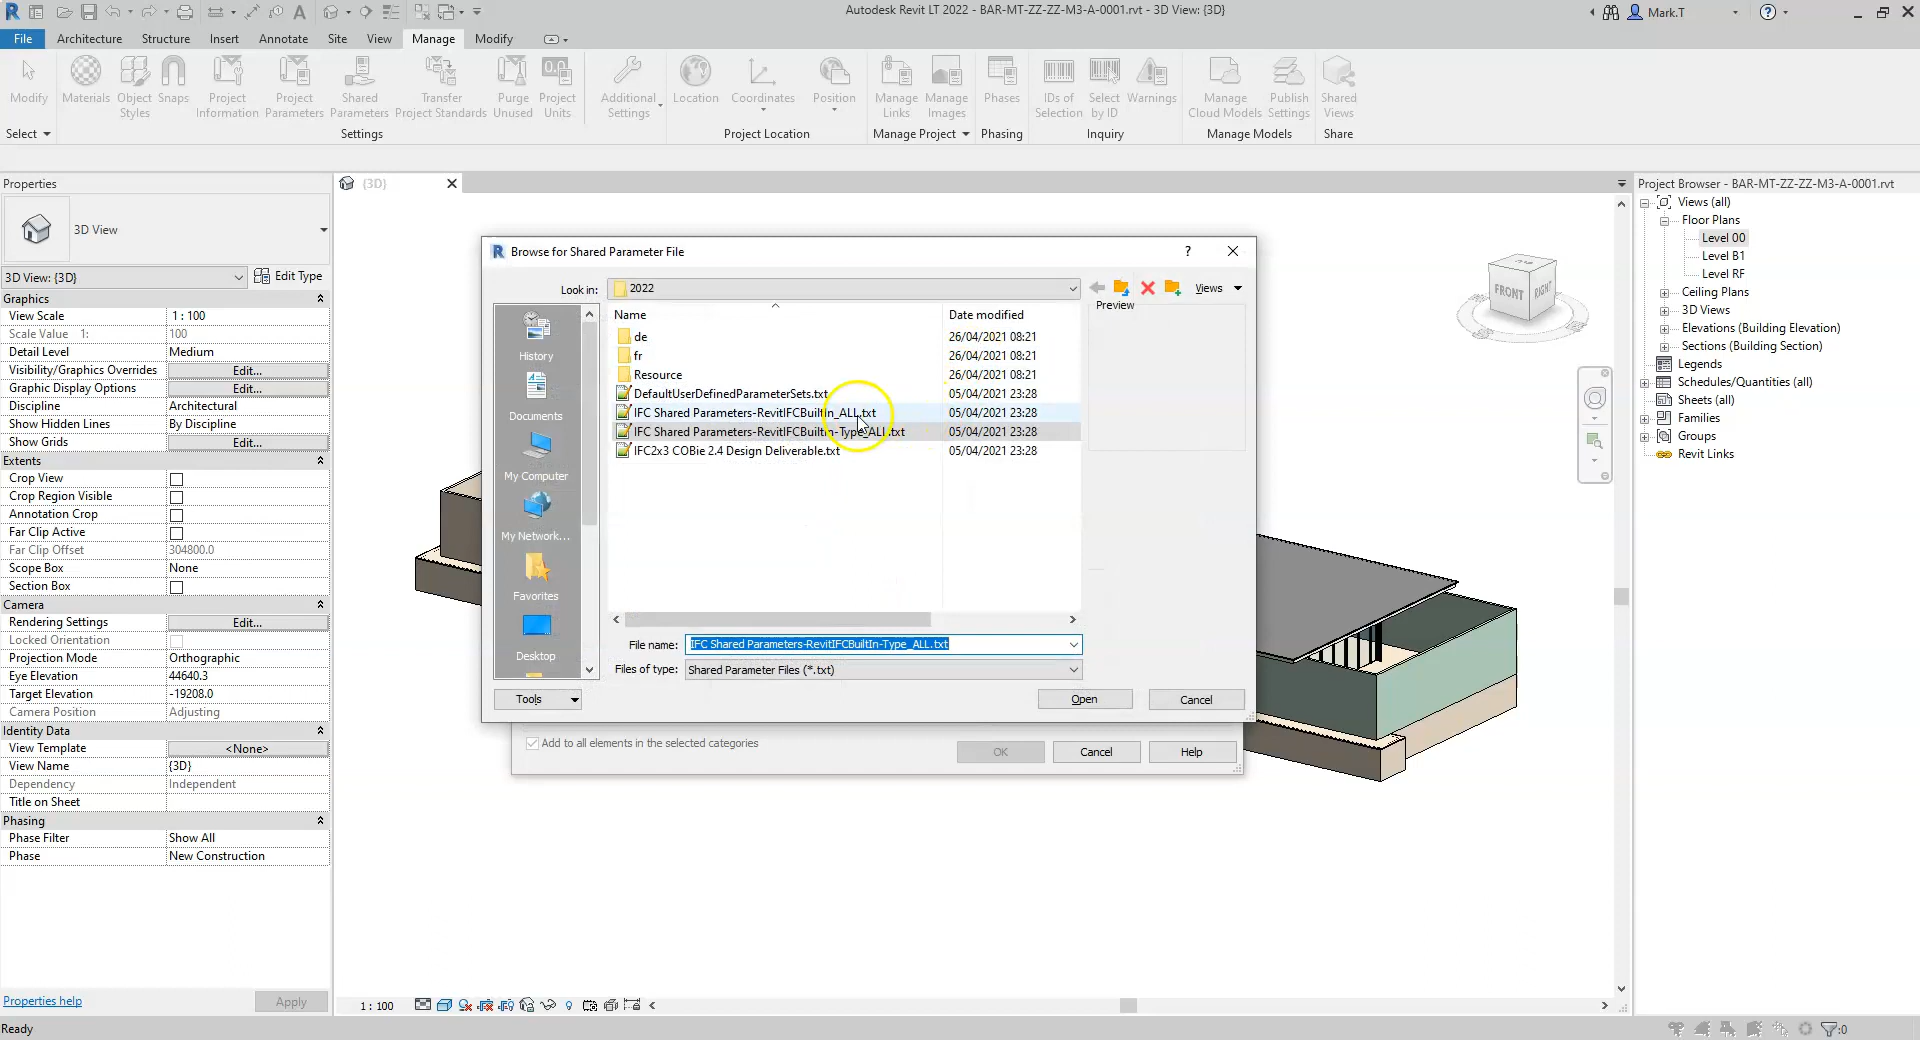 Autodesk Revit LT 2022 - BAR-MT-ZZ-ZZ-M3-A-0001.rvt - 3D View: {3D}
Mark.T
File Architecture Structure Insert Annotate Site View Manage Modify
Modify
Materials
Object Styles
Snaps
Project Information
Project Parameters
Shared Parameters
Transfer Project Standards
Purge Unused
Project Units
Additional Settings
Location
Coordinates
Position
Manage Links
Manage Images
Phases
IDs of Selection
Select by ID
Warnings
Manage Cloud Models
Publish Settings
Shared Views
Select
Settings
Project Location
Manage Project
Phasing
Inquiry
Manage Models
Share
Properties
3D View
3D View: {3D}
Edit Type
Graphics
View Scale 1 : 100
Scale Value 1: 100
Detail Level Medium
Visibility/Graphics Overrides Edit...
Graphic Display Options Edit...
Discipline Architectural
Show Hidden Lines By Discipline
Show Grids Edit...
Extents
Crop View
Crop Region Visible
Annotation Crop
Far Clip Active
Far Clip Offset 304800.0
Scope Box None
Section Box
Camera
Rendering Settings Edit...
Locked Orientation
Projection Mode Orthographic
Eye Elevation 44640.3
Target Elevation -19208.0
Camera Position Adjusting
Identity Data
View Template <None>
View Name {3D}
Dependency Independent
Title on Sheet
Phasing
Phase Filter Show All
Phase New Construction
Properties help
Apply
Ready
{3D}
Browse for Shared Parameter File
Look in: 2022
Views
Preview
History
Documents
My Computer
My Network...
Favorites
Desktop
Name Date modified
de 26/04/2021 08:21
fr 26/04/2021 08:21
Resource 26/04/2021 08:21
DefaultUserDefinedParameterSets.txt 05/04/2021 23:28
IFC Shared Parameters-RevitIFCBuiltIn_ALL.txt 05/04/2021 23:28
IFC Shared Parameters-RevitIFCBuiltIn-Type_ALL.txt 05/04/2021 23:28
IFC2x3 COBie 2.4 Design Deliverable.txt 05/04/2021 23:28
File name: IFC Shared Parameters-RevitIFCBuiltIn-Type_ALL.txt
Files of type: Shared Parameter Files (*.txt)
Tools
Open
Cancel
Add to all elements in the selected categories
OK
Cancel
Help
FRONT
RIGHT
1 : 100
Project Browser - BAR-MT-ZZ-ZZ-M3-A-0001.rvt
Views (all)
Floor Plans
Level 00
Level B1
Level RF
Ceiling Plans
3D Views
Elevations (Building Elevation)
Sections (Building Section)
Legends
Schedules/Quantities (all)
Sheets (all)
Families
Groups
Revit Links
:0